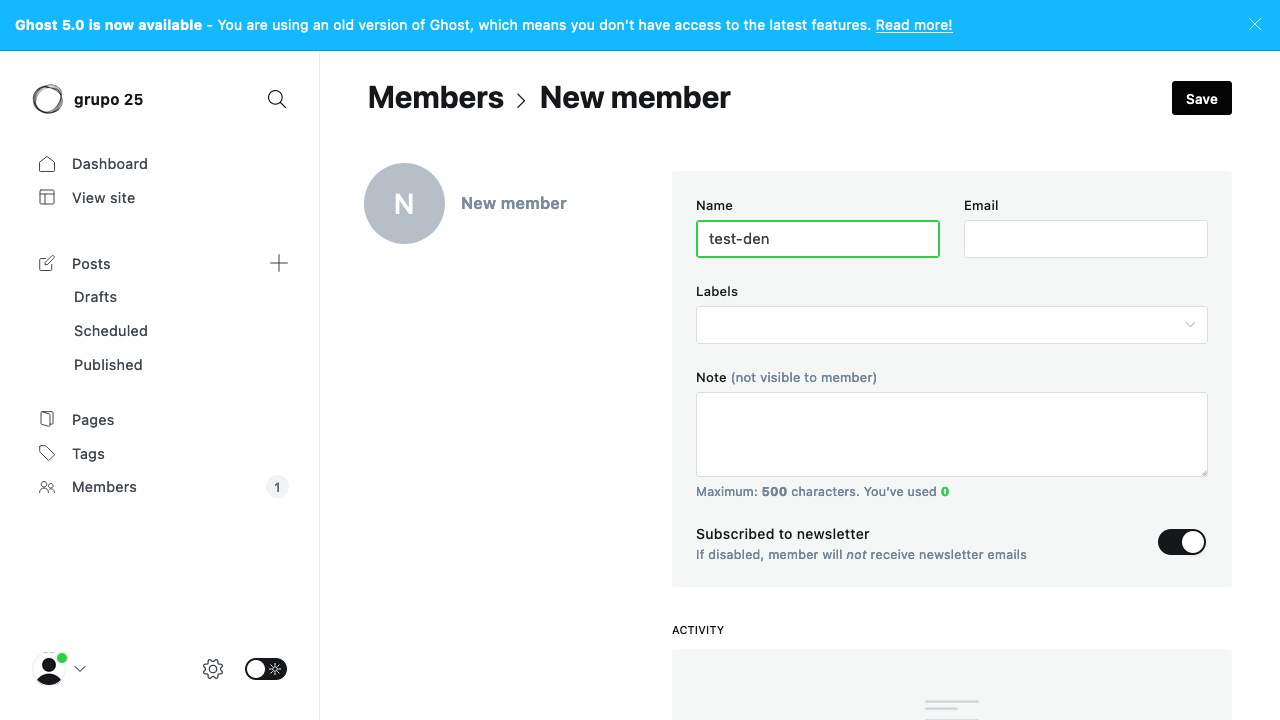 Ghost 5.0 is now available - You are using an old version of Ghost, which means you don't have access to the latest features. Read more!
grupo 25
Dashboard
View site
Posts
Drafts
Scheduled
Published
Pages
Tags
Members 1
Members > New member
Save
N New member
Name Email
test-den
Labels
Note (not visible to member)
Maximum: 500 characters. You've used 0
Subscribed to newsletter
If disabled, member will not receive newsletter emails
ACTIVITY